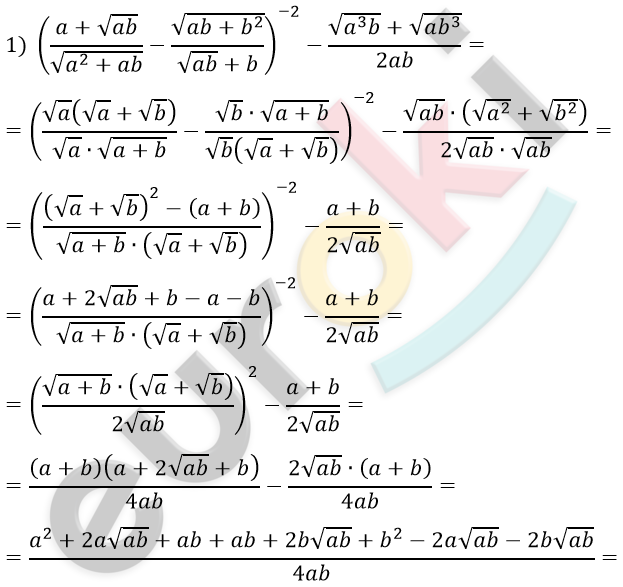 1) ((a + √(ab))/√(a² + ab) − √(ab + b²)/(√(ab) + b))⁻² − (√(a³b) + √(ab³))/(2ab) =
= ((√a(√a + √b))/(√a · √(a + b)) − (√b · √(a + b))/(√b(√a + √b)))⁻² − (√(ab) · (√(a²) + √(b²)))/(2√(ab) · √(ab)) =
= (((√a + √b)² − (a + b))/(√(a + b) · (√a + √b)))⁻² − (a + b)/(2√(ab)) =
= ((a + 2√(ab) + b − a − b)/(√(a + b) · (√a + √b)))⁻² − (a + b)/(2√(ab)) =
= ((√(a + b) · (√a + √b))/(2√(ab)))² − (a + b)/(2√(ab)) =
= ((a + b)(a + 2√(ab) + b))/(4ab) − (2√(ab) · (a + b))/(4ab) =
= (a² + 2a√(ab) + ab + ab + 2b√(ab) + b² − 2a√(ab) − 2b√(ab))/(4ab) =
euroki